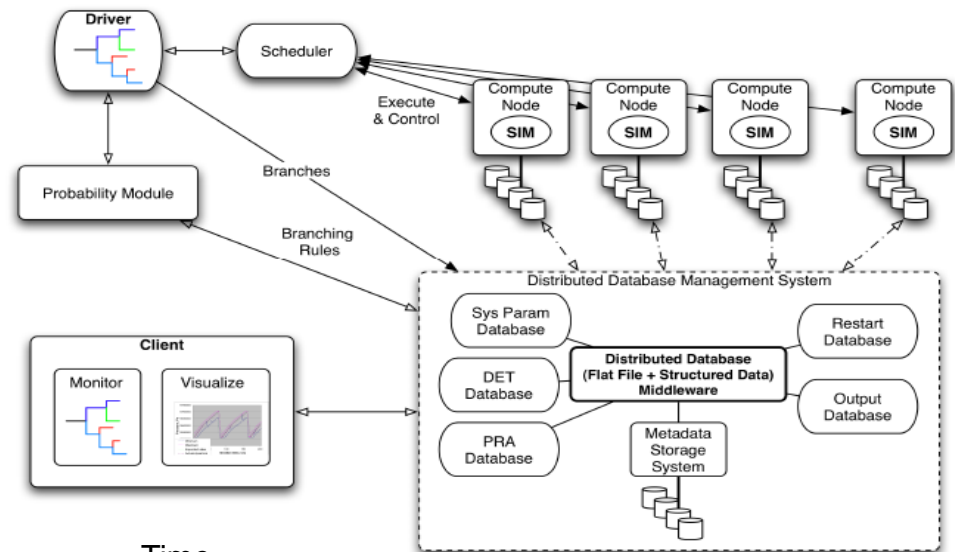 Driver
Scheduler
Execute
& Control
Compute
Node
SIM
Compute
Node
SIM
Compute
Node
SIM
Compute
Node
SIM
Probability Module
Branches
Branching
Rules
Distributed Database Management System
Sys Param
Database
DET
Database
PRA
Database
Distributed Database
(Flat File + Structured Data)
Middleware
Restart
Database
Output
Database
Metadata
Storage
System
Client
Monitor
Visualize
Time